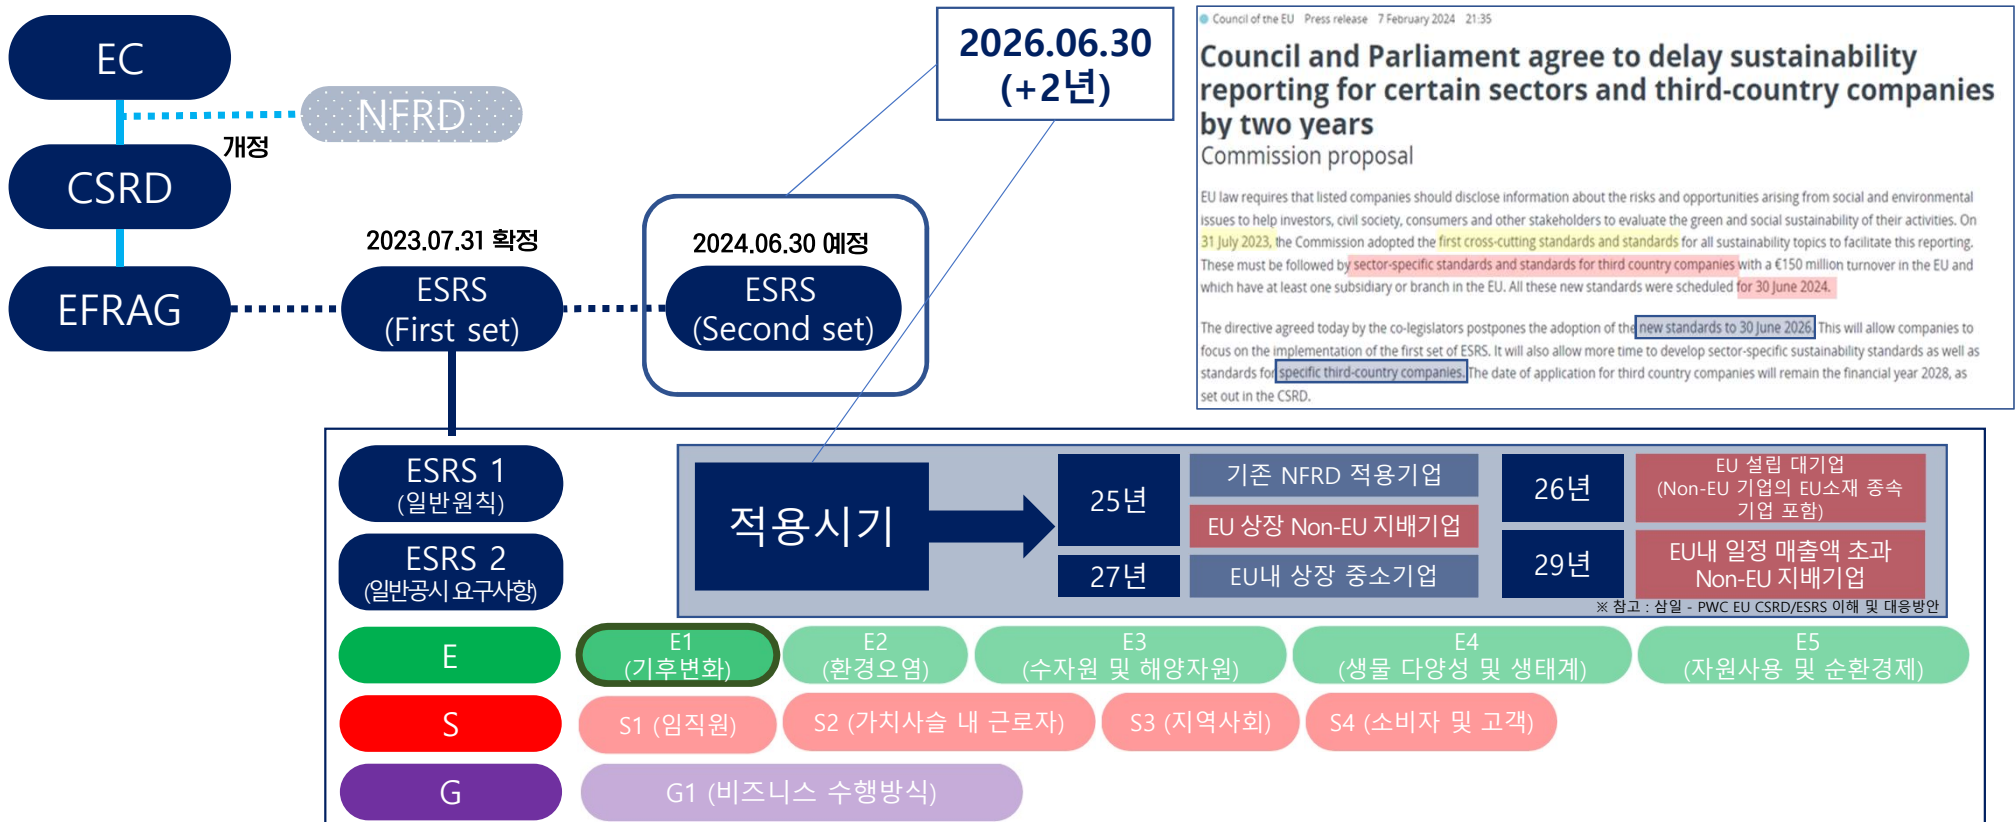 EC
NFRD
개정
CSRD
EFRAG
2023.07.31 확정
ESRS
(First set)
2024.06.30 예정
ESRS
(Second set)
2026.06.30
(+2년)
Council of the EU Press release 7 February 2024 21:35
Council and Parliament agree to delay sustainability
reporting for certain sectors and third-country companies
by two years
Commission proposal
EU law requires that listed companies should disclose information about the risks and opportunities arising from social and environmental
issues to help investors, civil society, consumers and other stakeholders to evaluate the green and social sustainability of their activities. On
31 July 2023, the Commission adopted the first cross-cutting standards and standards for all sustainability topics to facilitate this reporting.
These must be followed by sector-specific standards and standards for third country companies with a €150 million turnover in the EU and
which have at least one subsidiary or branch in the EU. All these new standards were scheduled for 30 June 2024.
The directive agreed today by the co-legislators postpones the adoption of the new standards to 30 June 2026. This will allow companies to
focus on the implementation of the first set of ESRS. It will also allow more time to develop sector-specific sustainability standards as well as
standards for specific third-country companies. The date of application for third country companies will remain the financial year 2028, as
set out in the CSRD.
ESRS 1
(일반원칙)
ESRS 2
(일반공시 요구사항)
적용시기
25년
기존 NFRD 적용기업
EU 상장 Non-EU 지배기업
27년
EU내 상장 중소기업
26년
EU 설립 대기업
(Non-EU 기업의 EU소재 종속
기업 포함)
29년
EU내 일정 매출액 초과
Non-EU 지배기업
※ 참고 : 삼일 - PWC EU CSRD/ESRS 이해 및 대응방안
E
E1
(기후변화)
E2
(환경오염)
E3
(수자원 및 해양자원)
E4
(생물 다양성 및 생태계)
E5
(자원사용 및 순환경제)
S
S1 (임직원)
S2 (가치사슬 내 근로자)
S3 (지역사회)
S4 (소비자 및 고객)
G
G1 (비즈니스 수행방식)